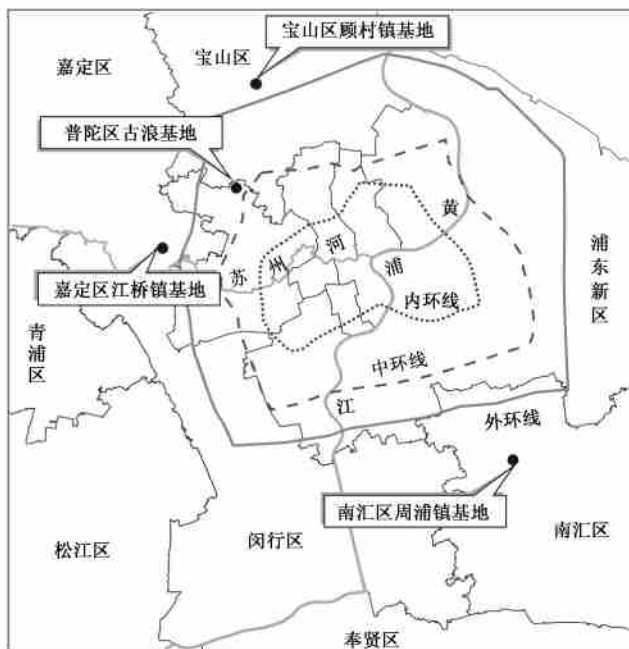 宝山区顾村镇基地
嘉定区
宝山区
普陀区古浪基地
黄
河
州
苏
浦
浦东新区
嘉定区江桥镇基地
内环线
青浦区
中环线
江
外环线
南汇区周浦镇基地
松江区
闵行区
南汇区
奉贤区